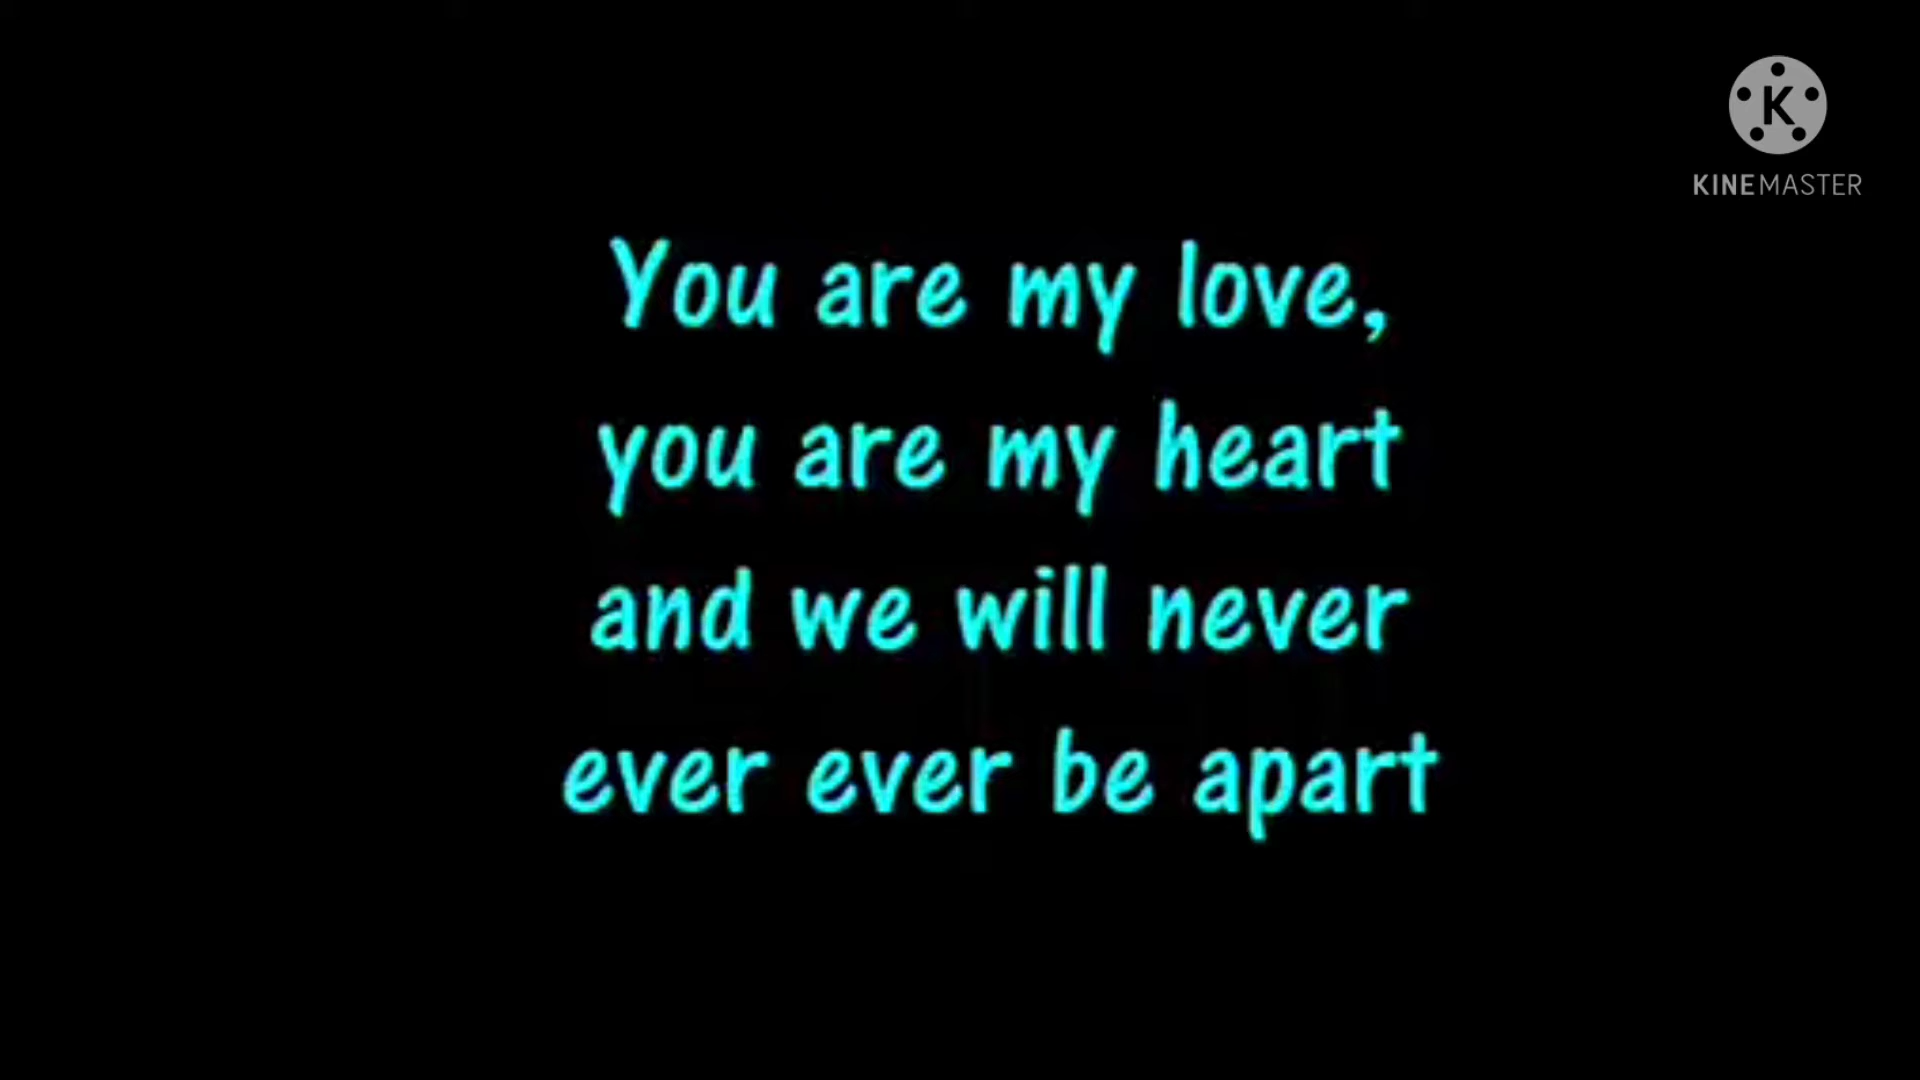 K
KINEMASTER
You are my love,
you are my heart
and we will never
ever ever be apart